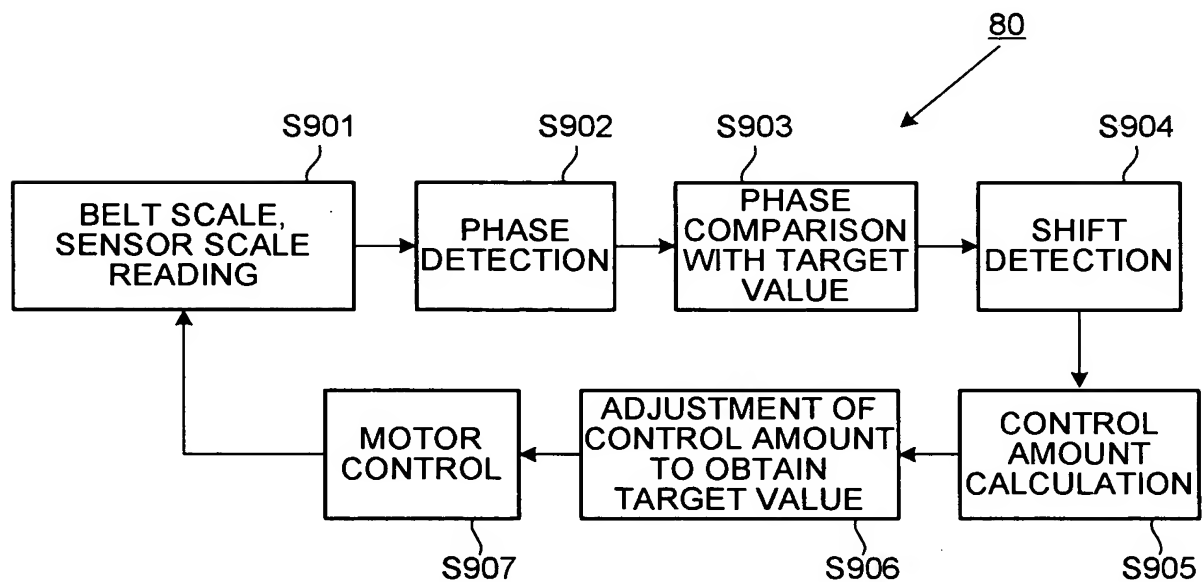 80
S901
S902
S903
S904
BELT SCALE,
SENSOR SCALE
READING
PHASE
DETECTION
PHASE
COMPARISON
WITH TARGET
VALUE
SHIFT
DETECTION
MOTOR
CONTROL
ADJUSTMENT OF
CONTROL AMOUNT
TO OBTAIN
TARGET VALUE
CONTROL
AMOUNT
CALCULATION
S907
S906
S905